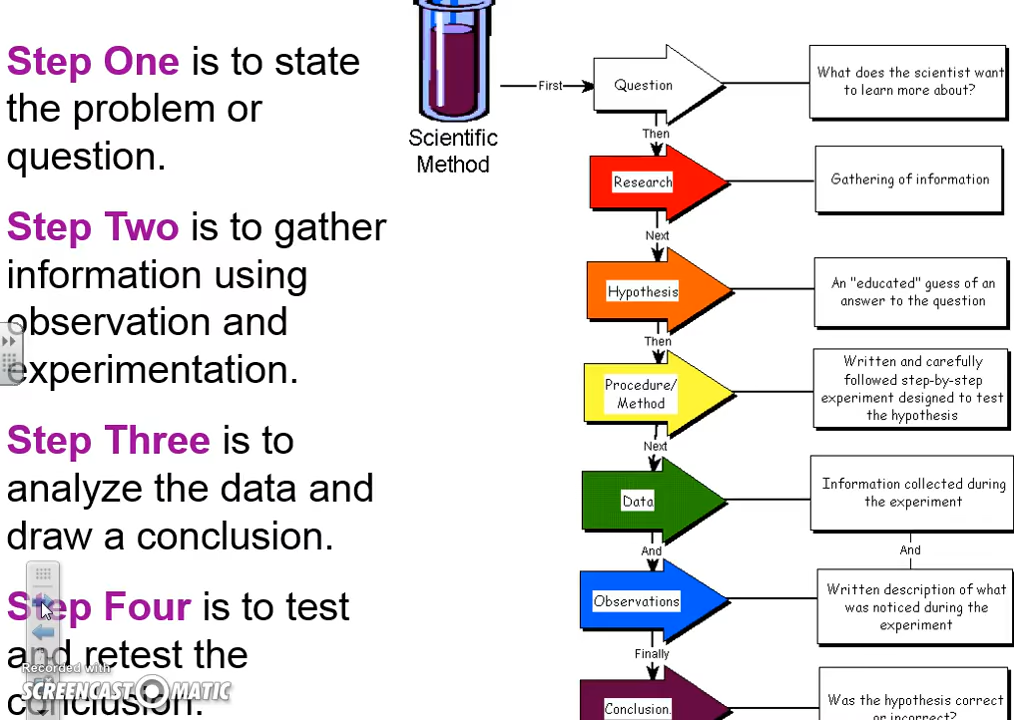 Step One is to state
the problem or
question.
Step Two is to gather
information using
observation and
experimentation.
Step Three is to
analyze the data and
draw a conclusion.
Step Four is to test
and retest the
conclusion.
Recorded with
SCREENCAST MATIC
Scientific
Method
First
Question
What does the scientist want
to learn more about?
Then
Research
Gathering of information
Next
Hypothesis
An "educated" guess of an
answer to the question
Then
Procedure/
Method
Written and carefully
followed step-by-step
experiment designed to test
the hypothesis
Next
Data
Information collected during
the experiment
And
And
Observations
Written description of what
was noticed during the
experiment
Finally
Conclusion.
Was the hypothesis correct
or incorrect?